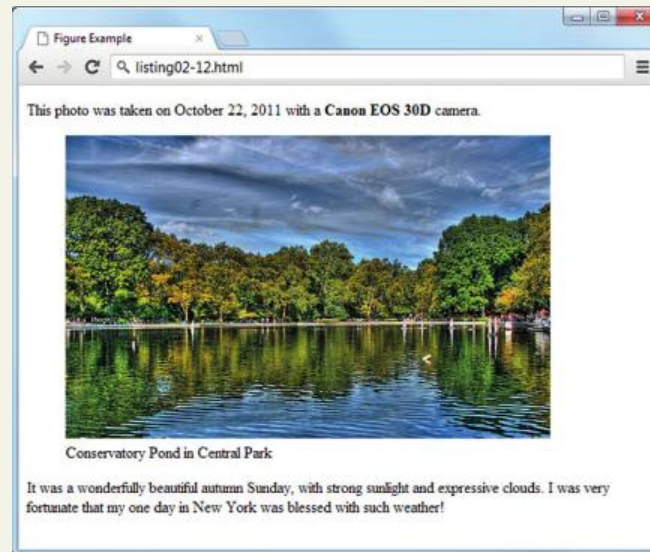 Figure Example
listing02-12.html
This photo was taken on October 22, 2011 with a Canon EOS 30D camera.
Conservatory Pond in Central Park
It was a wonderfully beautiful autumn Sunday, with strong sunlight and expressive clouds. I was very
fortunate that my one day in New York was blessed with such weather!